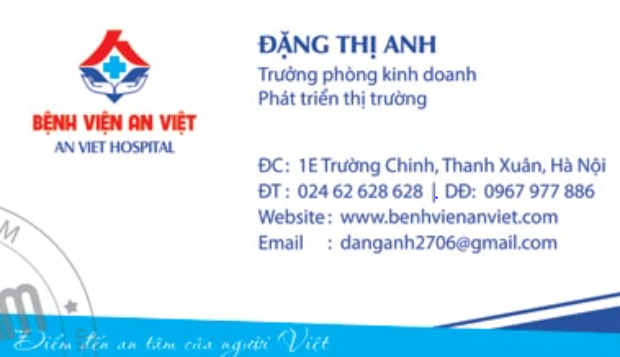 ĐẶNG THỊ ANH
Trưởng phòng kinh doanh
Phát triển thị trường
BỆNH VIỆN AN VIỆT
AN VIET HOSPITAL
ĐC: 1E Trường Chinh, Thanh Xuân, Hà Nội
ĐT : 024 62 628 628 | DĐ: 0967 977 886
Website : www.benhvienanviet.com
Email : danganh2706@gmail.com
Điểm đến an tâm của người Việt